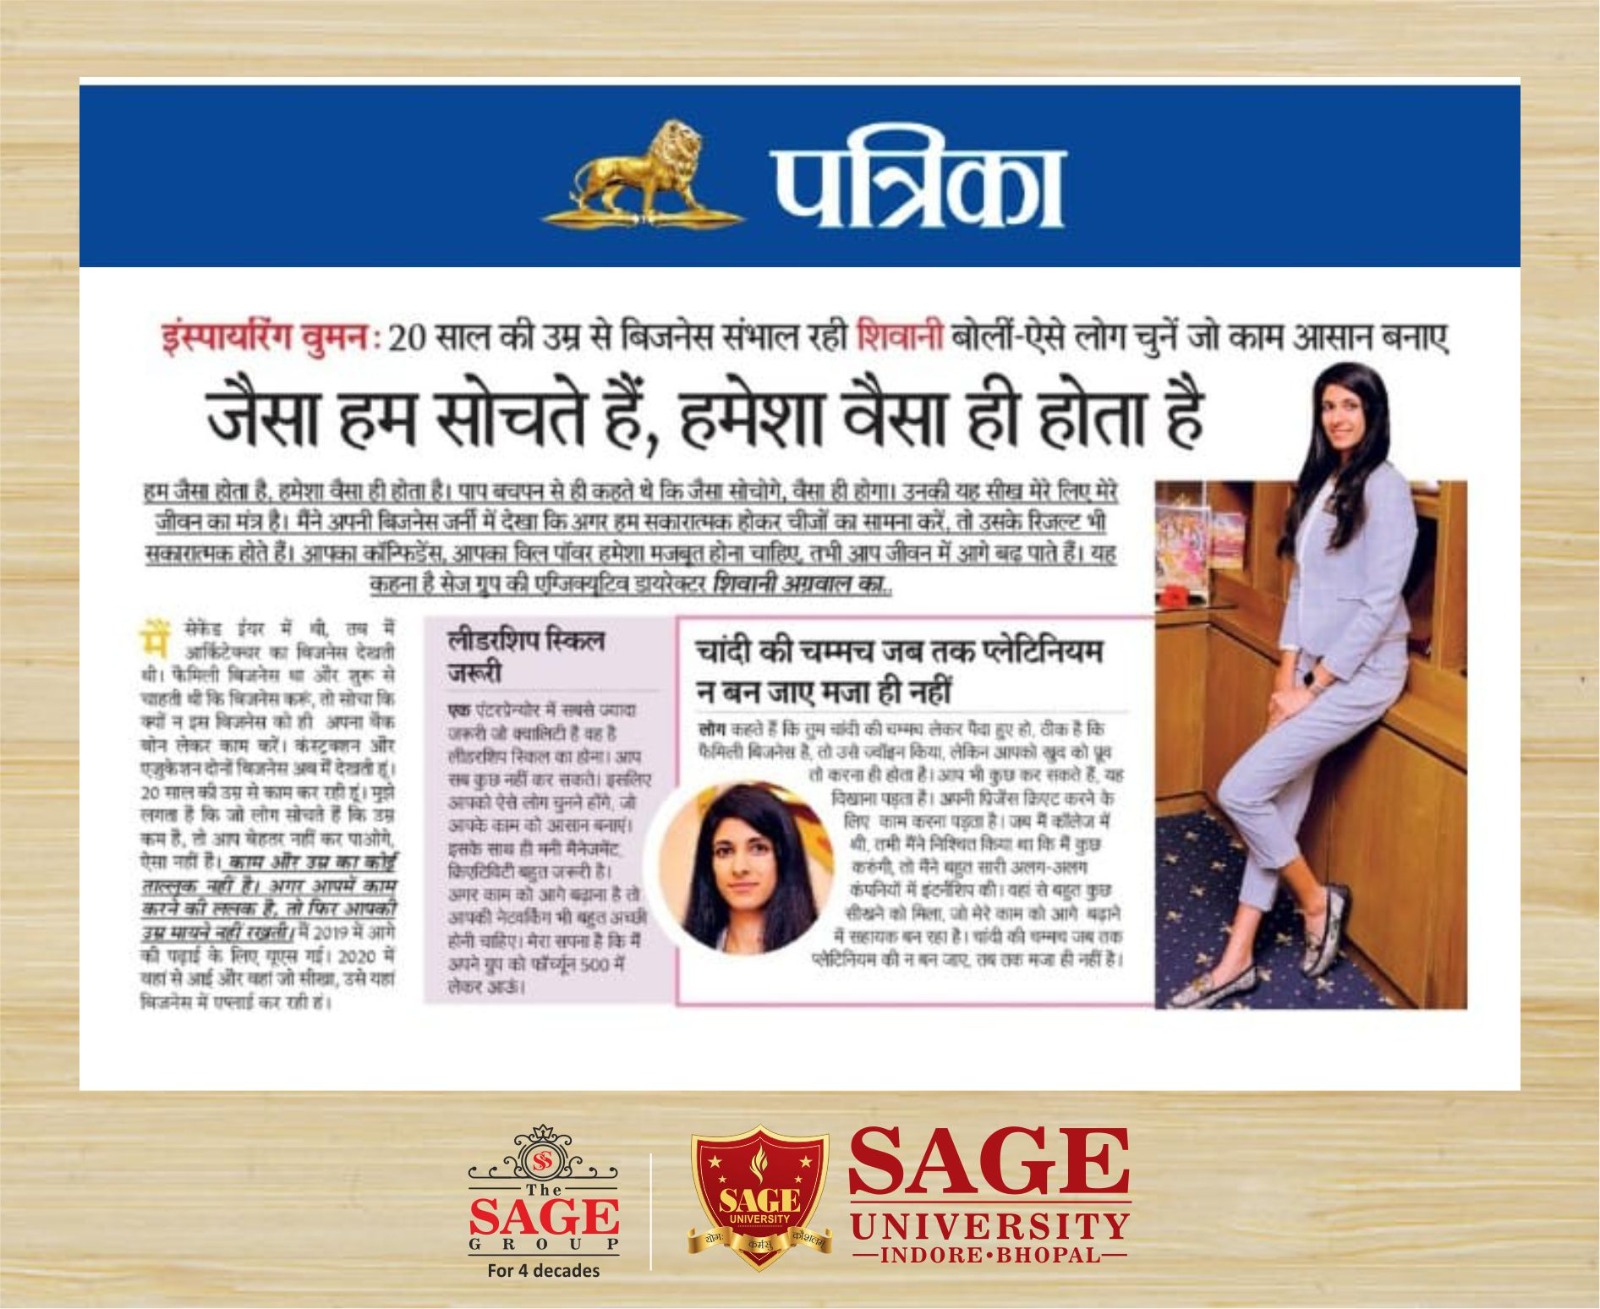 पत्रिका
इंस्पायरिंग वुमन: 20 साल की उम्र से बिजनेस संभाल रही शिवानी बोलीं-ऐसे लोग चुनें जो काम आसान बनाए
जैसा हम सोचते हैं, हमेशा वैसा ही होता है
हम जैसा होता है, हमेशा वैसा ही होता है। पाप बचपन से ही कहते थे कि जैसा सोचोगे, वैसा ही होगा। उनकी यह सीख मेरे लिए मेरे
जीवन का मंत्र है। मैंने अपनी बिजनेस जर्नी में देखा कि अगर हम सकारात्मक होकर चीजों का सामना करें, तो उसके रिजल्ट भी
सकारात्मक होते हैं। आपका कॉन्फिडेंस, आपका विल पॉवर हमेशा मजबूत होना चाहिए, तभी आप जीवन में आगे बढ़ पाते हैं। यह
कहना है सेज ग्रुप की एग्जिक्यूटिव डायरेक्टर शिवानी अग्रवाल का..
मैं सेकेंड ईयर में थी, तब में
आर्किटेक्चर का बिजनेस देखती
थी। फैमिली बिजनेस था और शुरू से
चाहती थी कि बिजनेस करूं, तो सोचा कि
क्यों न इस बिजनेस को ही अपना बैक
बोन लेकर काम करें। कंस्ट्रक्शन और
एजुकेशन दोनों बिजनेस अब मैं देखती हूं।
20 साल की उम्र से काम कर रही हूं। मुझे
लगता है कि जो लोग सोचते हैं कि उम्र
कम है, तो आप बेहतर नहीं कर पाओगे,
ऐसा नहीं है। काम और उम्र का कोई
ताल्लुक नहीं है। अगर आपमें काम
करने की ललक है, तो फिर आपकी
उम्र मायने नहीं रखती। मैं 2019 में आगे
की पढ़ाई के लिए यूएस गई। 2020 में
वहां से आई और वहां जो सीखा, उसे यहां
बिजनेस में एप्लाई कर रही हूं।
लीडरशिप स्किल
जरूरी
एक एंटरप्रेन्योर में सबसे ज्यादा
जरूरी जो क्वालिटी है वह है
लीडरशिप स्किल का होना। आप
सब कुछ नहीं कर सकते। इसलिए
आपको ऐसे लोग चुनने होंगे, जो
आपके काम को आसान बनाएं।
इसके साथ ही मनी मैनेजमेंट,
क्रिएटिविटी बहुत जरूरी है।
अगर काम को आगे बढ़ाना है तो
आपकी नेटवर्किंग भी बहुत अच्छी
होनी चाहिए। मेरा सपना है कि मैं
अपने ग्रुप को फॉर्च्यून 500 में
लेकर आऊं।
चांदी की चम्मच जब तक प्लेटिनियम
न बन जाए मजा ही नहीं
लोग कहते हैं कि तुम चांदी की चम्मच लेकर पैदा हुए हो, ठीक है कि
फैमिली बिजनेस है, तो उसे ज्वॉइन किया, लेकिन आपको खुद को प्रूव
तो करना ही होता है। आप भी कुछ कर सकते हैं, यह
दिखाना पड़ता है। अपनी प्रिजेंस क्रिएट करने के
लिए काम करना पड़ता है। जब मैं कॉलेज में
थी, तभी मैंने निश्चित किया था कि मैं कुछ
करुंगी, तो मैंने बहुत सारी अलग-अलग
कंपनियों में इंटर्नशिप की। वहां से बहुत कुछ
सीखने को मिला, जो मेरे काम को आगे बढ़ाने
में सहायक बन रहा है। चांदी की चम्मच जब तक
प्लेटिनियम की न बन जाए, तब तक मजा ही नहीं है।
SS
The
SAGE
GROUP
For 4 decades
SAGE
UNIVERSITY
योगः कर्मसु कौशलम्
SAGE
UNIVERSITY
INDORE•BHOPAL